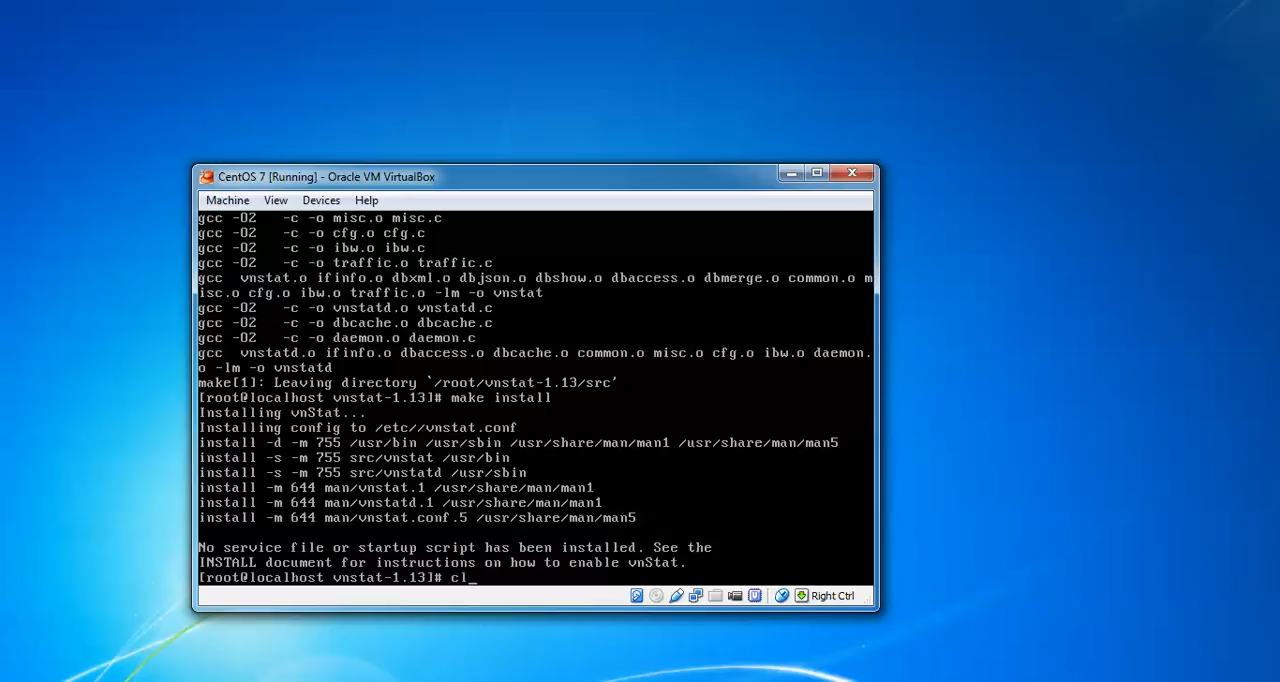 CentOS 7 [Running] - Oracle VM VirtualBox
Machine View Devices Help
gcc -O2   -c -o misc.o misc.c
gcc -O2   -c -o cfg.o cfg.c
gcc -O2   -c -o ibw.o ibw.c
gcc -O2   -c -o traffic.o traffic.c
gcc  vnstat.o ifinfo.o dbxml.o dbjson.o dbshow.o dbaccess.o dbmerge.o common.o m
isc.o cfg.o ibw.o traffic.o -lm -o vnstat
gcc -O2   -c -o vnstatd.o vnstatd.c
gcc -O2   -c -o dbcache.o dbcache.c
gcc -O2   -c -o daemon.o daemon.c
gcc  vnstatd.o ifinfo.o dbaccess.o dbcache.o common.o misc.o cfg.o ibw.o daemon.
o -lm -o vnstatd
make[1]: Leaving directory `/root/vnstat-1.13/src'
[root@localhost vnstat-1.13]# make install
Installing vnStat...
Installing config to /etc//vnstat.conf
install -d -m 755 /usr/bin /usr/sbin /usr/share/man/man1 /usr/share/man/man5
install -s -m 755 src/vnstat /usr/bin
install -s -m 755 src/vnstatd /usr/sbin
install -m 644 man/vnstat.1 /usr/share/man/man1
install -m 644 man/vnstatd.1 /usr/share/man/man1
install -m 644 man/vnstat.conf.5 /usr/share/man/man5
No service file or startup script has been installed. See the
INSTALL document for instructions on how to enable vnStat.
[root@localhost vnstat-1.13]# cl_
Right Ctrl